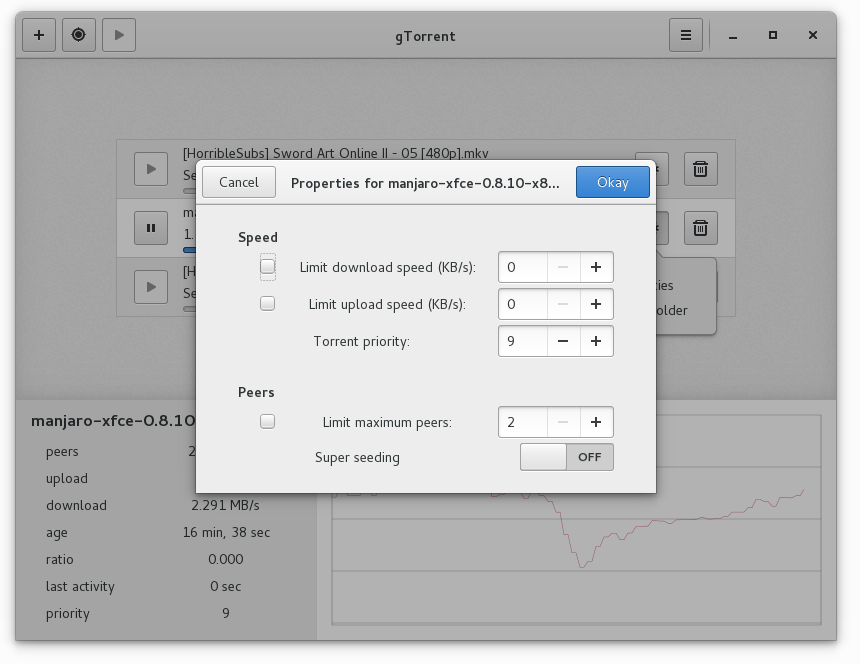 gTorrent
[HorribleSubs] Sword Art Online II - 05 [480p].mkv
Se
Cancel
Properties for manjaro-xfce-0.8.10-x8...
Okay
ma
1.
[H
Se
Speed
Limit download speed (KB/s):
0
Limit upload speed (KB/s):
0
Torrent priority:
9
Peers
Limit maximum peers:
2
Super seeding
OFF
ies
older
manjaro-xfce-0.8.10
peers
2
upload
download 2.291 MB/s
age 16 min, 38 sec
ratio 0.000
last activity 0 sec
priority 9